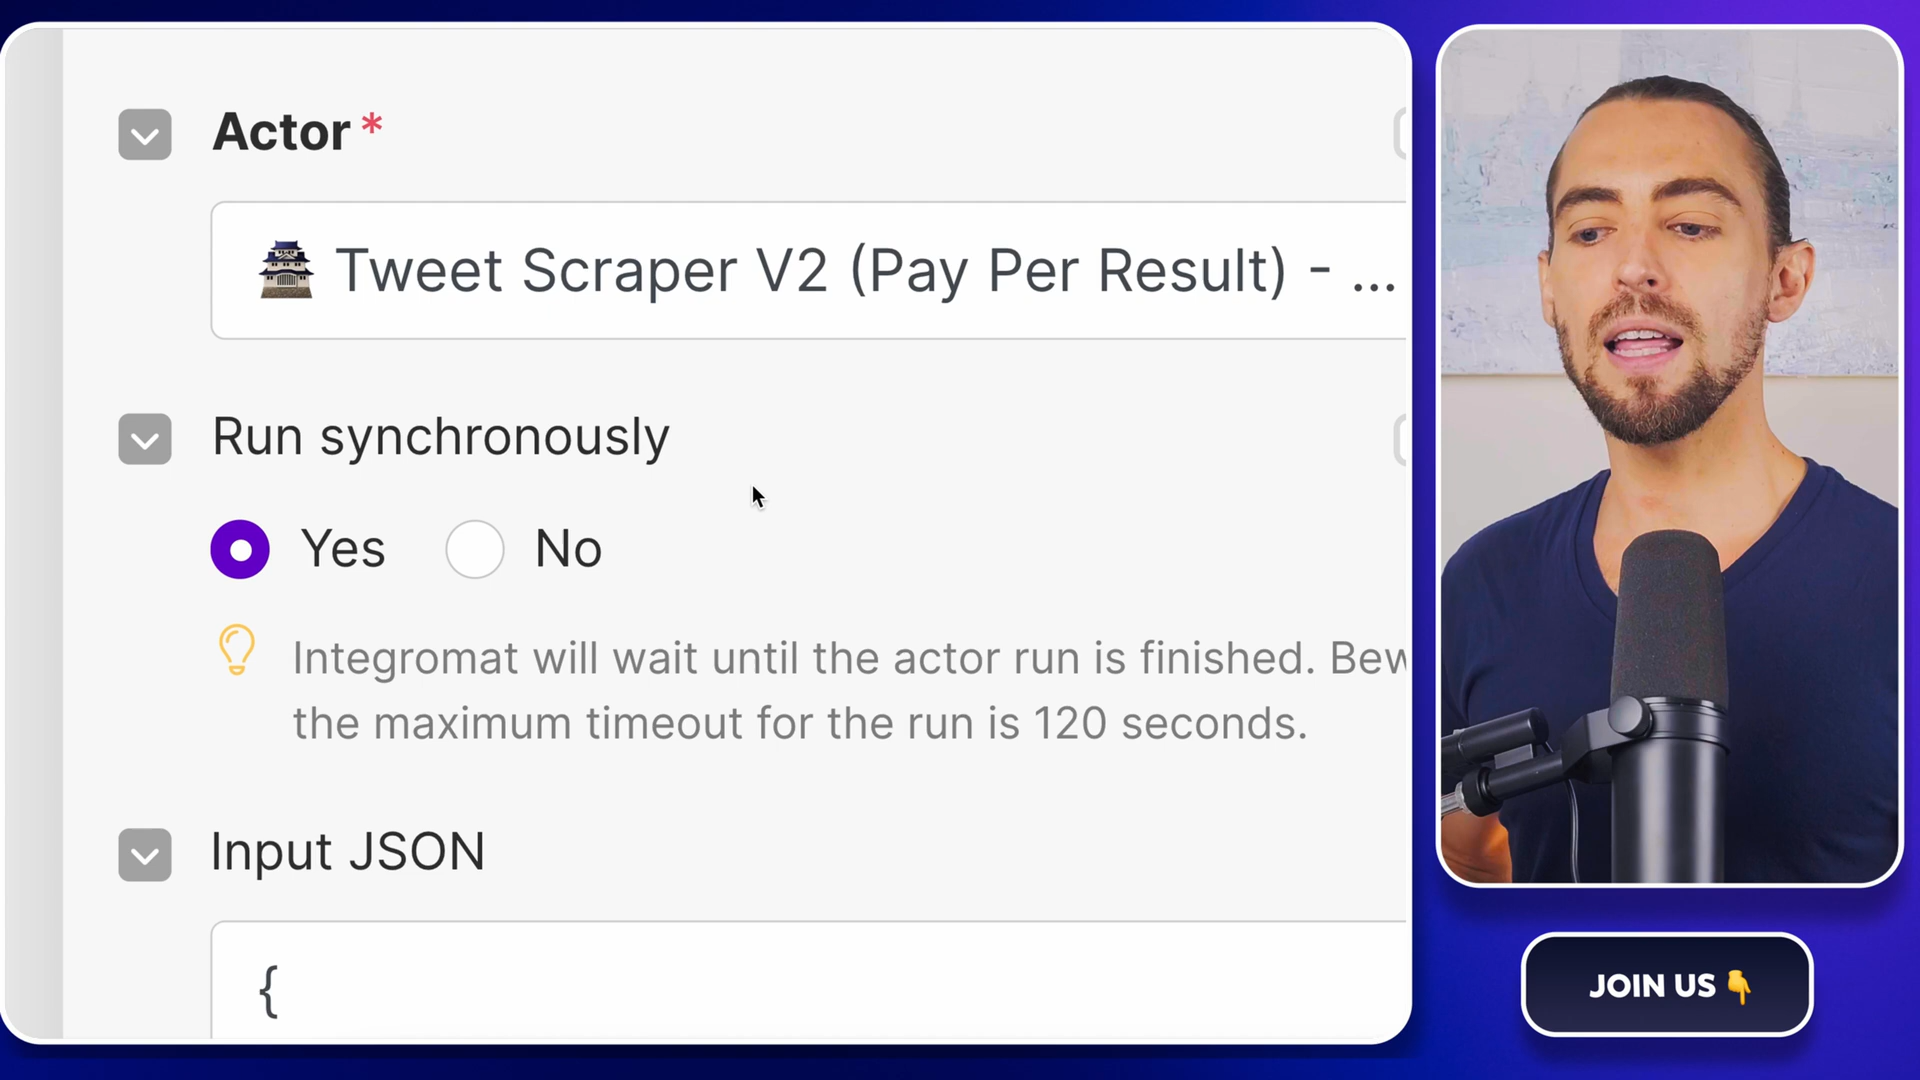 Actor *
Tweet Scraper V2 (Pay Per Result) - ...
Run synchronously
Yes No
Integromat will wait until the actor run is finished.
the maximum timeout for the run is 120 seconds.
Input JSON
{
JOIN US